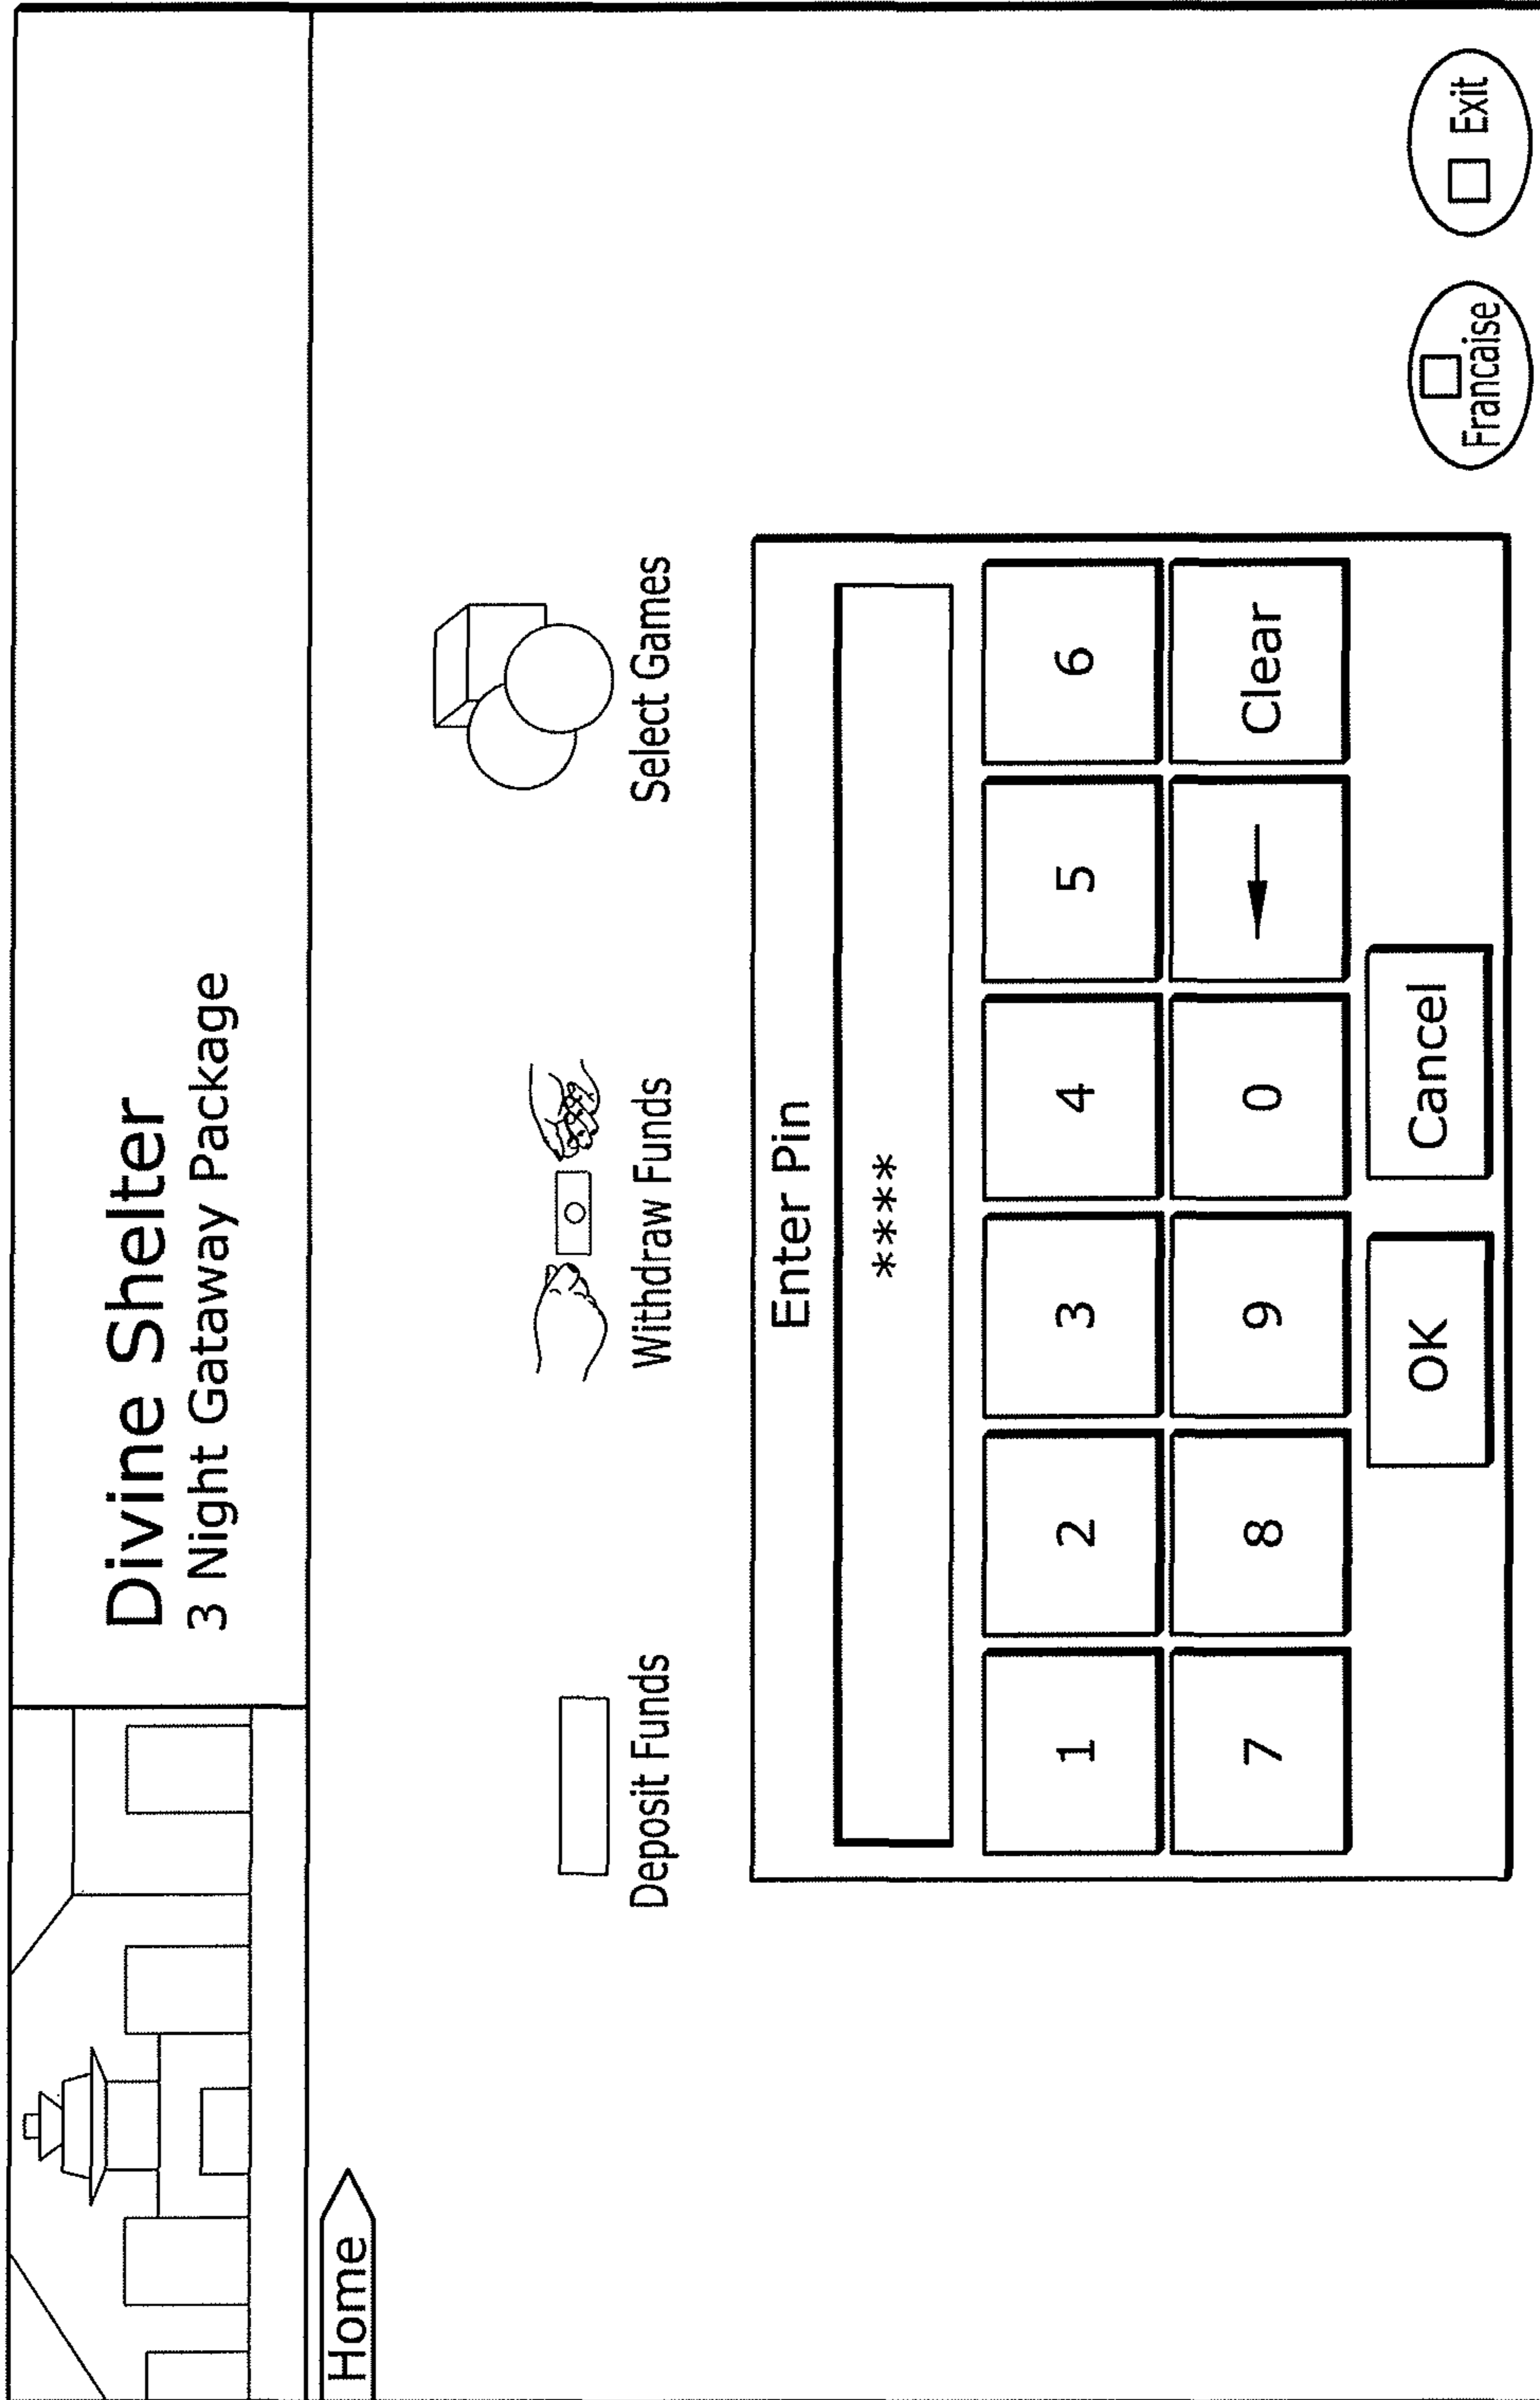 Divine Shelter
3 Night Gataway Package
Home
Deposit Funds
Withdraw Funds
Select Games
Enter Pin
****
1 2 3 4 5 6
7 8 9 0 Clear
OK Cancel
Francaise
Exit